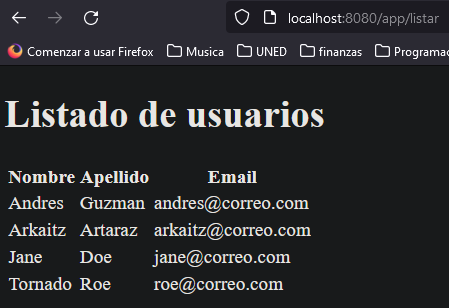 localhost:8080/app/listar
Comenzar a usar Firefox Musica UNED finanzas Programac
Listado de usuarios
Nombre Apellido Email
Andres Guzman andres@correo.com
Arkaitz Artaraz arkaitz@correo.com
Jane Doe jane@correo.com
Tornado Roe roe@correo.com